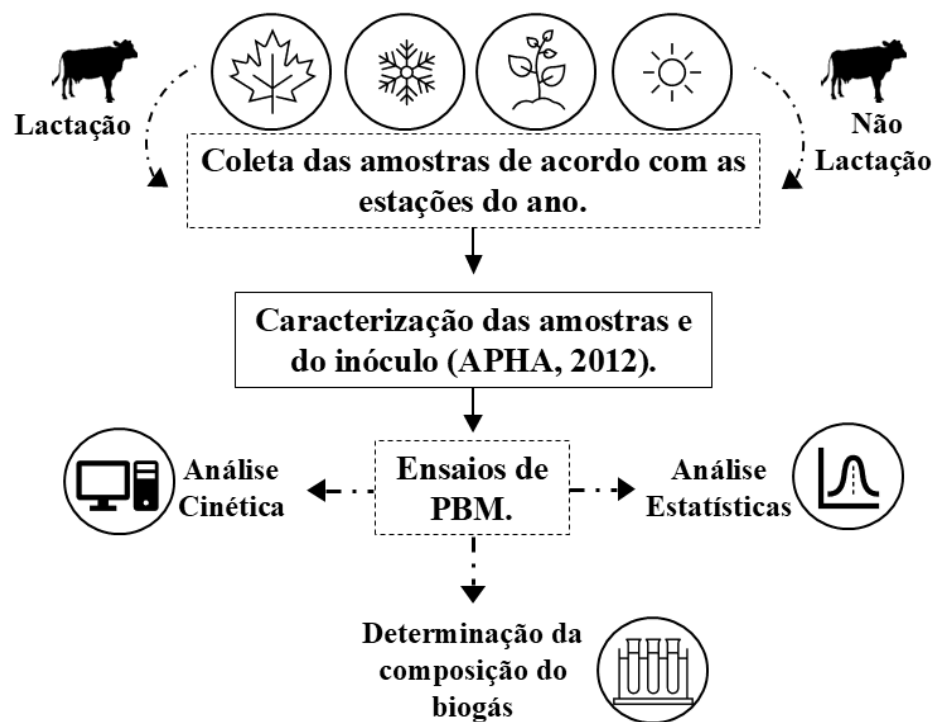 Lactação
Não
Lactação
Coleta das amostras de acordo com as
estações do ano.
Caracterização das amostras e
do inóculo (APHA, 2012).
Análise
Cinética
Ensaios de
PBM.
Análise
Estatísticas
Determinação da
composição do
biogás